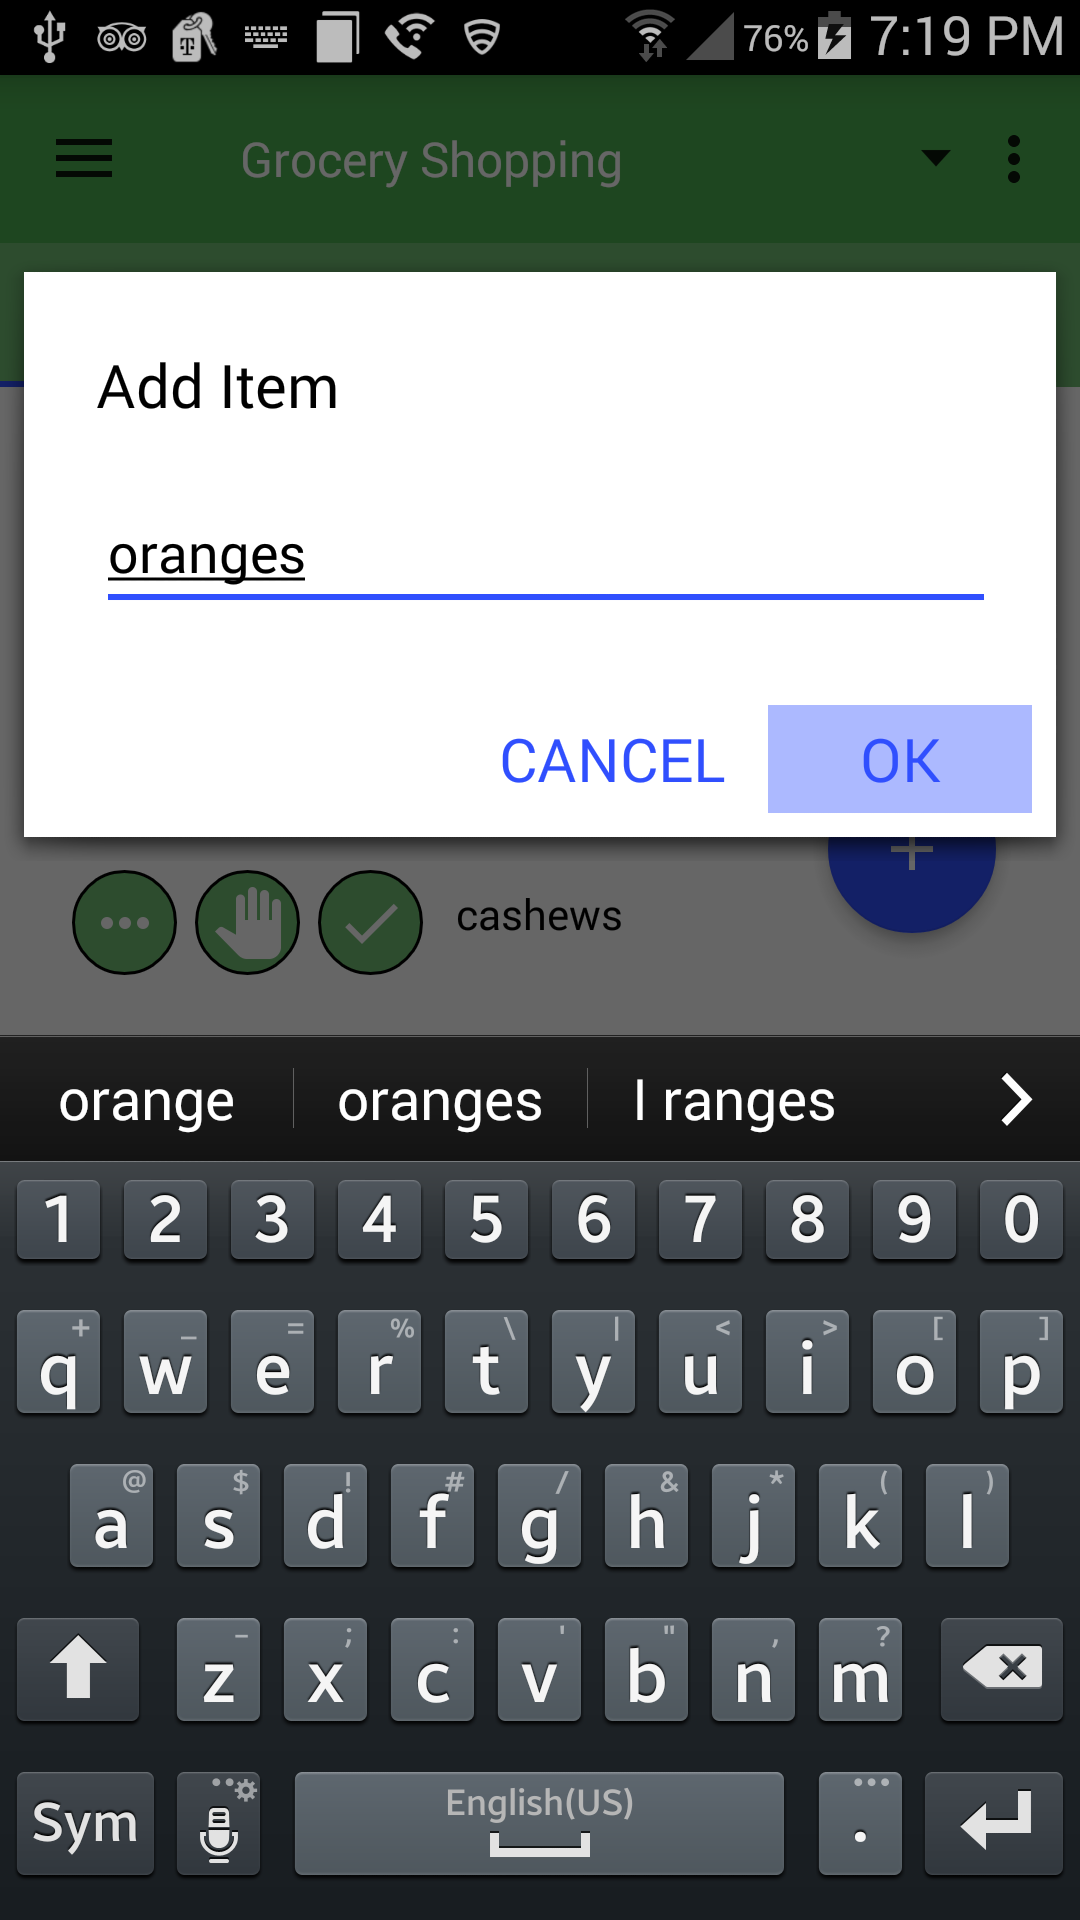 76% 7:19 PM
Grocery Shopping
Add Item
oranges
CANCEL OK
cashews
orange oranges I ranges
1 2 3 4 5 6 7 8 9 0
+ _ = % \ | < > [ ]
q w e r t y u i o p
@ $ ! # / & * ( )
a s d f g h j k l
- ; : ' " , ?
z x c v b n m
English(US)
Sym .